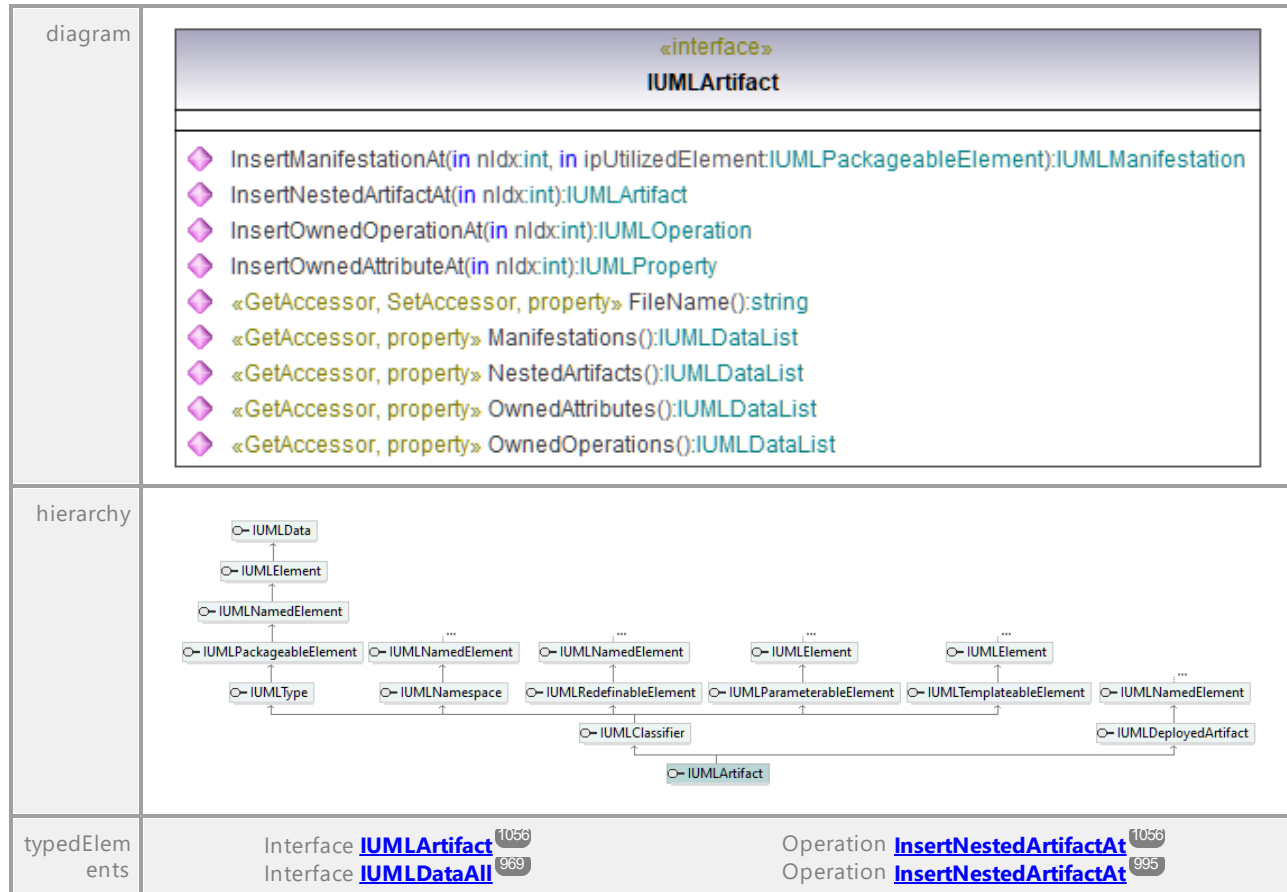 diagram
«interface»
IUMLArtifact
InsertManifestationAt(in nIdx:int, in ipUtilizedElement:IUMLPackageableElement):IUMLManifestation
InsertNestedArtifactAt(in nIdx:int):IUMLArtifact
InsertOwnedOperationAt(in nIdx:int):IUMLOperation
InsertOwnedAttributeAt(in nIdx:int):IUMLProperty
«GetAccessor, SetAccessor, property» FileName():string
«GetAccessor, property» Manifestations():IUMLDataList
«GetAccessor, property» NestedArtifacts():IUMLDataList
«GetAccessor, property» OwnedAttributes():IUMLDataList
«GetAccessor, property» OwnedOperations():IUMLDataList
hierarchy
IUMLData
IUMLElement
IUMLNamedElement
... ... ... ...
IUMLPackageableElement IUMLNamedElement IUMLNamedElement IUMLElement IUMLElement
...
IUMLType IUMLNamespace IUMLRedefinableElement IUMLParameterableElement IUMLTemplateableElement IUMLNamedElement
IUMLClassifier IUMLDeployedArtifact
IUMLArtifact
typedElem
ents
Interface IUMLArtifact 1056 Operation InsertNestedArtifactAt 1056
Interface IUMLDataAll 969 Operation InsertNestedArtifactAt 995